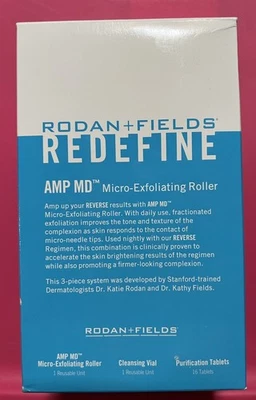 RODAN+FIELDS®
REDEFINE
AMP MD™ Micro-Exfoliating Roller
Amp up your REVERSE results with AMP MD™
Micro-Exfoliating Roller. With daily use, fractionated
exfoliation improves the tone and texture of the
complexion as skin responds to the contact of
micro-needle tips. Used nightly with our REVERSE
Regimen, this combination is clinically proven to
accelerate the skin brightening results of the regimen
while also promoting a firmer-looking complexion.
This 3-piece system was developed by Stanford-trained
Dermatologists Dr. Katie Rodan and Dr. Kathy Fields.
RODAN+FIELDS®
AMP MD™
Micro-Exfoliating Roller
1 Reusable Unit
Cleansing Vial
1 Reusable Unit
Purification Tablets
16 Tablets